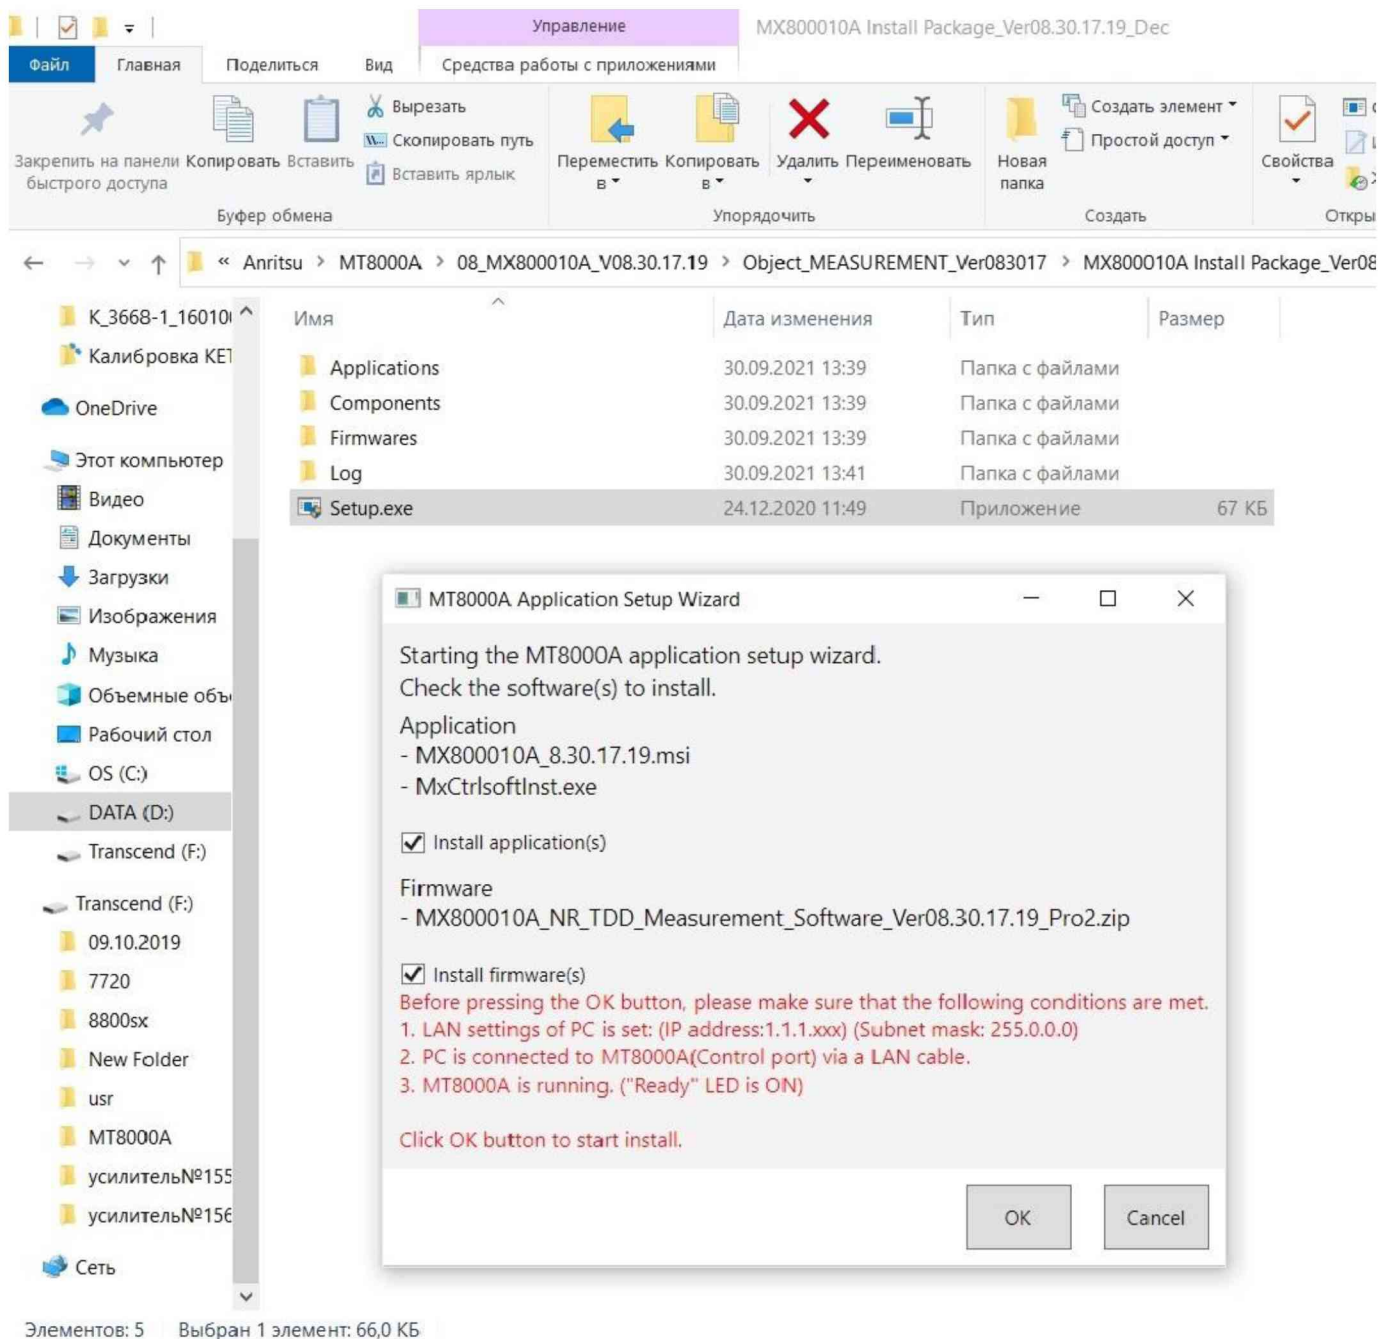 Управление
MX800010A Install Package_Ver08.30.17.19_Dec
Файл Главная Поделиться Вид Средства работы с приложениями
Закрепить на панели быстрого доступа
Копировать
Вставить
Вырезать
Скопировать путь
Вставить ярлык
Переместить в
Копировать в
Удалить
Переименовать
Новая папка
Создать элемент
Простой доступ
Свойства
Буфер обмена
Упорядочить
Создать
Откры
« Anritsu > MT8000A > 08_MX800010A_V08.30.17.19 > Object_MEASUREMENT_Ver083017 > MX800010A Install Package_Ver08
K_3668-1_16010
Калибровка KET
OneDrive
Этот компьютер
Видео
Документы
Загрузки
Изображения
Музыка
Объемные объ
Рабочий стол
OS (C:)
DATA (D:)
Transcend (F:)
Transcend (F:)
09.10.2019
7720
8800sx
New Folder
usr
MT8000A
усилитель№155
усилитель№156
Сеть
Имя Дата изменения Тип Размер
Applications 30.09.2021 13:39 Папка с файлами
Components 30.09.2021 13:39 Папка с файлами
Firmwares 30.09.2021 13:39 Папка с файлами
Log 30.09.2021 13:41 Папка с файлами
Setup.exe 24.12.2020 11:49 Приложение 67 КБ
MT8000A Application Setup Wizard
Starting the MT8000A application setup wizard.
Check the software(s) to install.
Application
- MX800010A_8.30.17.19.msi
- MxCtrlsoftInst.exe
Install application(s)
Firmware
- MX800010A_NR_TDD_Measurement_Software_Ver08.30.17.19_Pro2.zip
Install firmware(s)
Before pressing the OK button, please make sure that the following conditions are met.
1. LAN settings of PC is set: (IP address:1.1.1.xxx) (Subnet mask: 255.0.0.0)
2. PC is connected to MT8000A(Control port) via a LAN cable.
3. MT8000A is running. ("Ready" LED is ON)
Click OK button to start install.
OK
Cancel
Элементов: 5 Выбран 1 элемент: 66,0 КБ